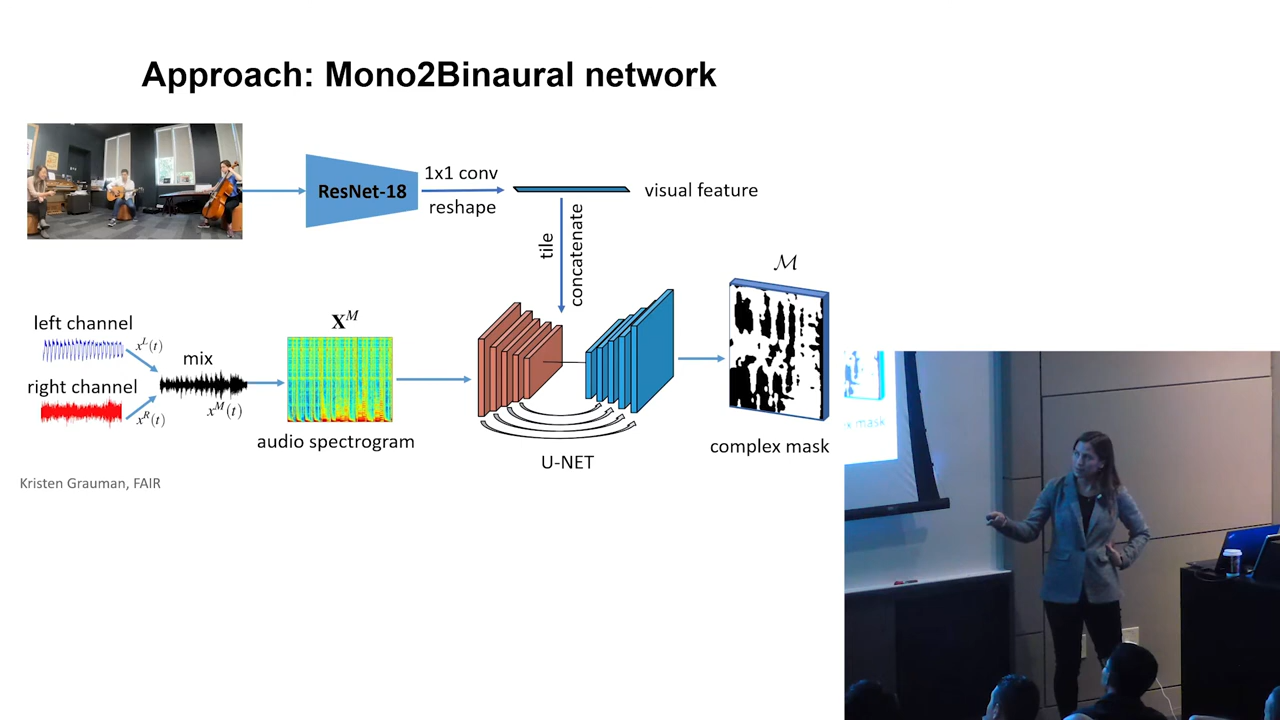 Approach: Mono2Binaural network
ResNet-18
1x1 conv
reshape
visual feature
tile
concatenate
ℳ
left channel
x^L(t)
mix
right channel
x^R(t)
x^M(t)
X^M
audio spectrogram
U-NET
complex mask
Kristen Grauman, FAIR
mask